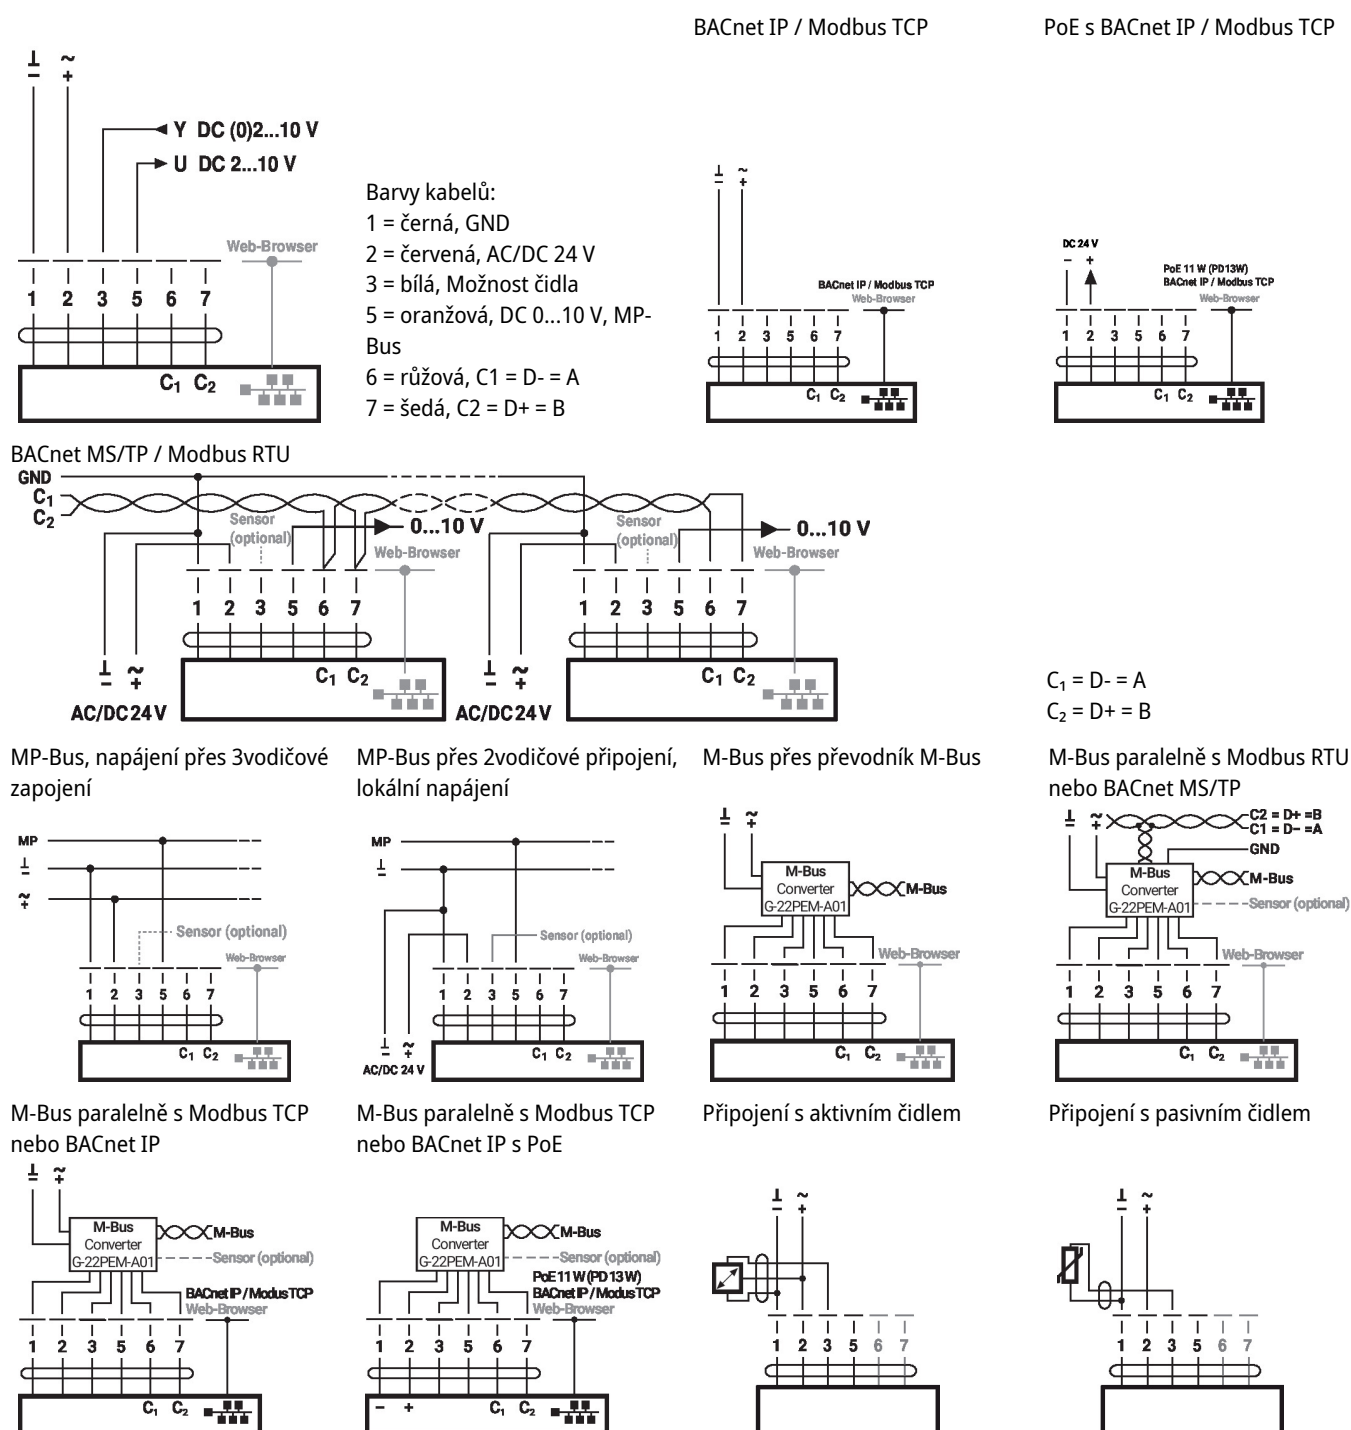 BACnet IP / Modbus TCP
PoE s BACnet IP / Modbus TCP
⊥ ~
– +
Y DC (0)2...10 V
U DC 2...10 V
Web-Browser
1 2 3 5 6 7
C₁ C₂
Barvy kabelů:
1 = černá, GND
2 = červená, AC/DC 24 V
3 = bílá, Možnost čidla
5 = oranžová, DC 0...10 V, MP-
Bus
6 = růžová, C1 = D- = A
7 = šedá, C2 = D+ = B
⊥ ~
– +
BACnet IP / Modbus TCP
Web-Browser
1 2 3 5 6 7
C₁ C₂
DC 24 V
– +
PoE 11 W (PD13W)
BACnet IP / Modbus TCP
Web-Browser
1 2 3 5 6 7
C₁ C₂
BACnet MS/TP / Modbus RTU
GND
C₁
C₂
Sensor
(optional)
0...10 V
Web-Browser
1 2 3 5 6 7
⊥ ~
– +
AC/DC 24 V
C₁ C₂
Sensor
(optional)
0...10 V
Web-Browser
1 2 3 5 6 7
⊥ ~
– +
AC/DC 24 V
C₁ C₂
C₁ = D- = A
C₂ = D+ = B
MP-Bus, napájení přes 3vodičové
zapojení
MP
⊥
–
~
+
Sensor (optional)
Web-Browser
1 2 3 5 6 7
C₁ C₂
MP-Bus přes 2vodičové připojení,
lokální napájení
MP
⊥
–
Sensor (optional)
Web-Browser
1 2 3 5 6 7
⊥ ~
– +
AC/DC 24 V
C₁ C₂
M-Bus přes převodník M-Bus
⊥ ~
– +
M-Bus
Converter
G-22PEM-A01
M-Bus
Web-Browser
1 2 3 5 6 7
C₁ C₂
M-Bus paralelně s Modbus RTU
nebo BACnet MS/TP
⊥ ~
– +
C2 = D+ =B
C1 = D– =A
GND
M-Bus
Converter
G-22PEM-A01
M-Bus
Sensor (optional)
Web-Browser
1 2 3 5 6 7
C₁ C₂
M-Bus paralelně s Modbus TCP
nebo BACnet IP
⊥ ~
– +
M-Bus
Converter
G-22PEM-A01
M-Bus
Sensor (optional)
BACnet IP / Modus TCP
Web-Browser
1 2 3 5 6 7
C₁ C₂
M-Bus paralelně s Modbus TCP
nebo BACnet IP s PoE
M-Bus
Converter
G-22PEM-A01
M-Bus
Sensor (optional)
PoE 11 W (PD 13 W)
BACnet IP / Modus TCP
Web-Browser
1 2 3 5 6 7
– + C₁ C₂
Připojení s aktivním čidlem
⊥ ~
– +
1 2 3 5 6 7
Připojení s pasivním čidlem
⊥ ~
– +
1 2 3 5 6 7